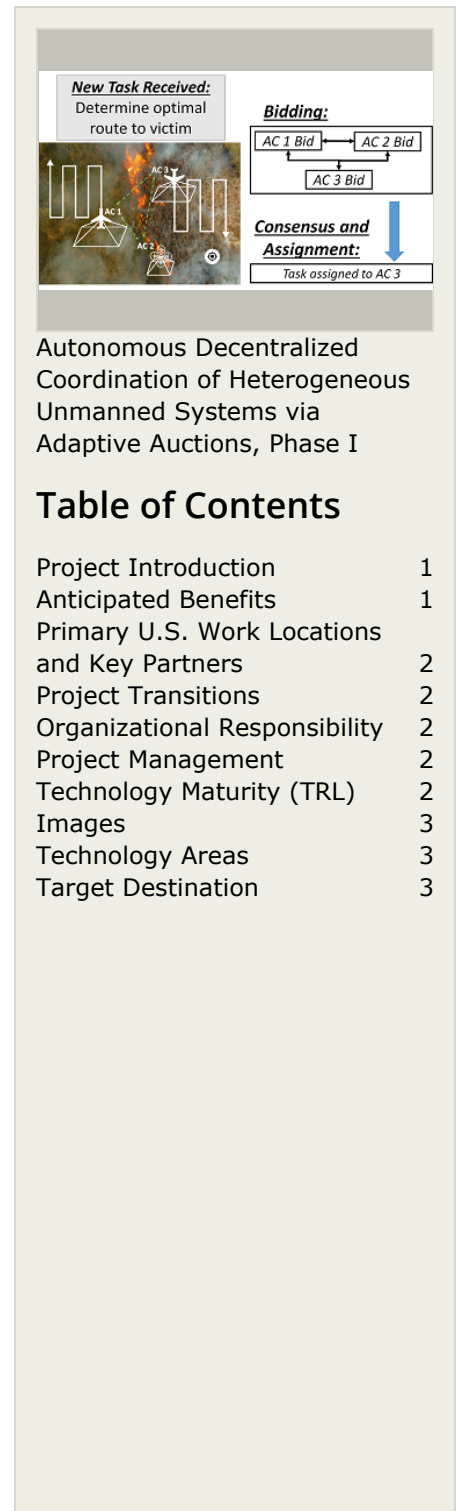 New Task Received:
Determine optimal
route to victim
AC 1
AC 2
AC 3
Bidding:
AC 1 Bid
AC 2 Bid
AC 3 Bid
Consensus and
Assignment:
Task assigned to AC 3
Autonomous Decentralized
Coordination of Heterogeneous
Unmanned Systems via
Adaptive Auctions, Phase I
Table of Contents
Project Introduction 1
Anticipated Benefits 1
Primary U.S. Work Locations
and Key Partners 2
Project Transitions 2
Organizational Responsibility 2
Project Management 2
Technology Maturity (TRL) 2
Images 3
Technology Areas 3
Target Destination 3